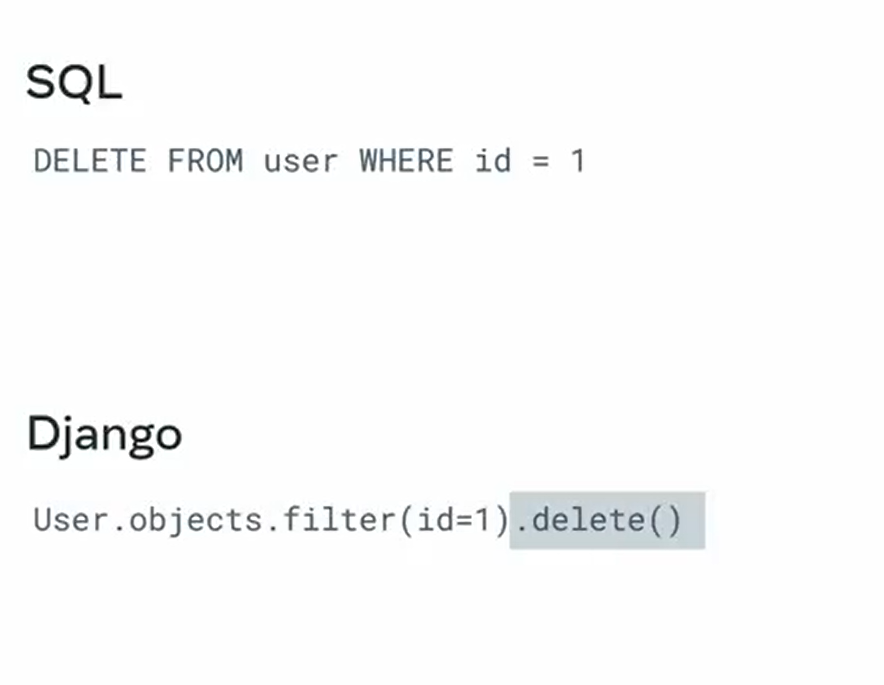 SQL
DELETE FROM user WHERE id = 1
Django
User.objects.filter(id=1).delete()